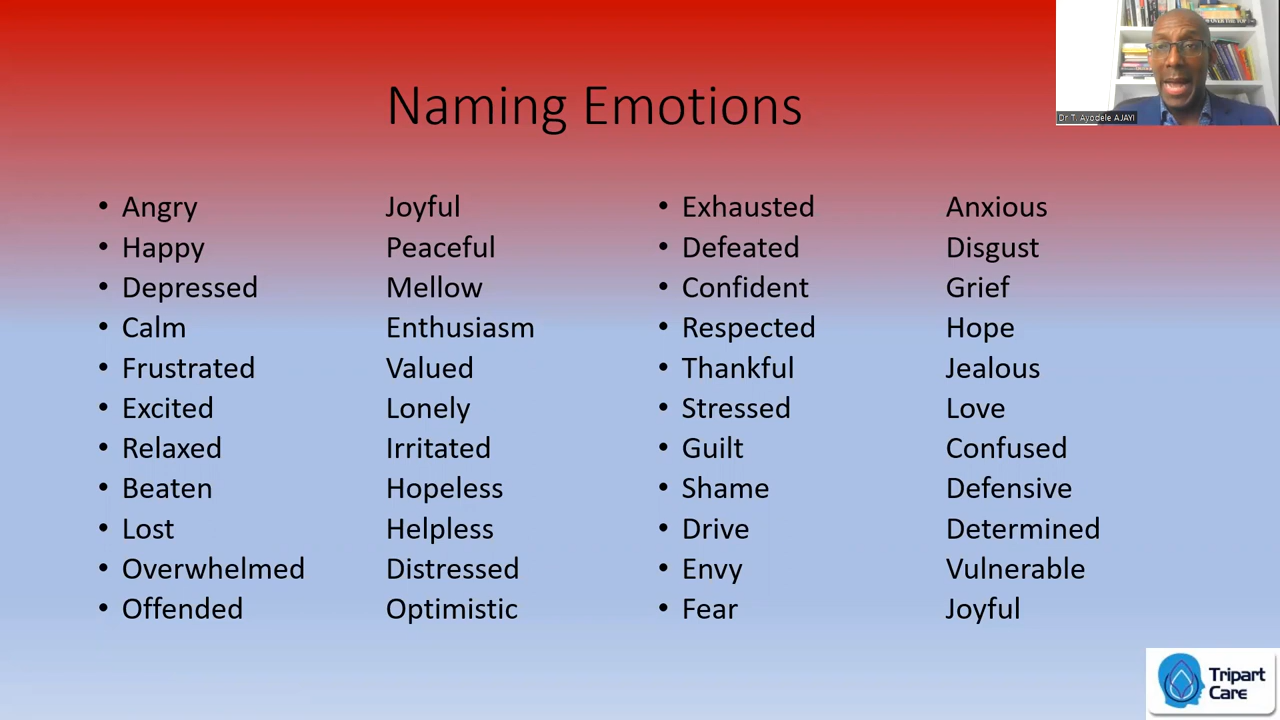 Naming Emotions
Dr T. Ayodele AJAYI
• Angry Joyful
• Happy Peaceful
• Depressed Mellow
• Calm Enthusiasm
• Frustrated Valued
• Excited Lonely
• Relaxed Irritated
• Beaten Hopeless
• Lost Helpless
• Overwhelmed Distressed
• Offended Optimistic
• Exhausted Anxious
• Defeated Disgust
• Confident Grief
• Respected Hope
• Thankful Jealous
• Stressed Love
• Guilt Confused
• Shame Defensive
• Drive Determined
• Envy Vulnerable
• Fear Joyful
Tripart
Care